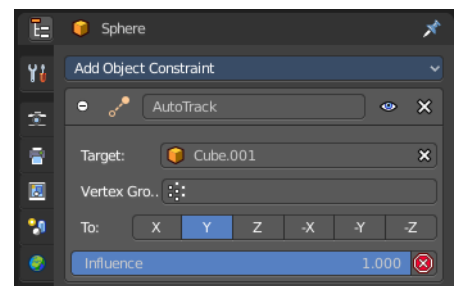 Sphere
Add Object Constraint
AutoTrack
Target: Cube.001
Vertex Gro..
To: X Y Z -X -Y -Z
Influence 1.000